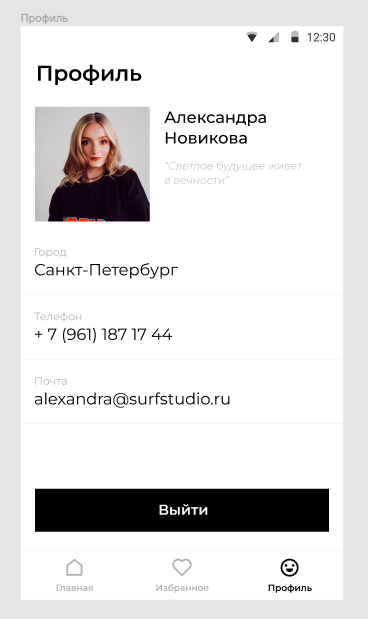 Профиль
12:30
Профиль
Александра
Новикова
“Светлое будущее живет
в вечности”
Город
Санкт-Петербург
Телефон
+ 7 (961) 187 17 44
Почта
alexandra@surfstudio.ru
Выйти
Главная
Избранное
Профиль